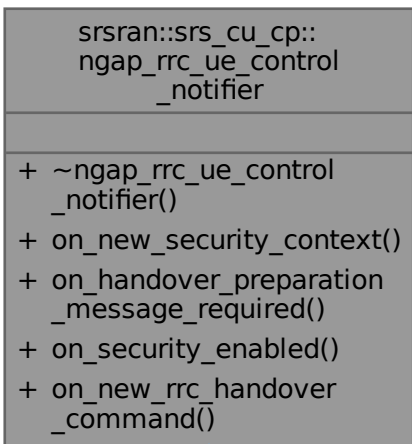 srsran::srs_cu_cp::
ngap_rrc_ue_control
_notifier
+ ~ngap_rrc_ue_control
_notifier()
+ on_new_security_context()
+ on_handover_preparation
_message_required()
+ on_security_enabled()
+ on_new_rrc_handover
_command()